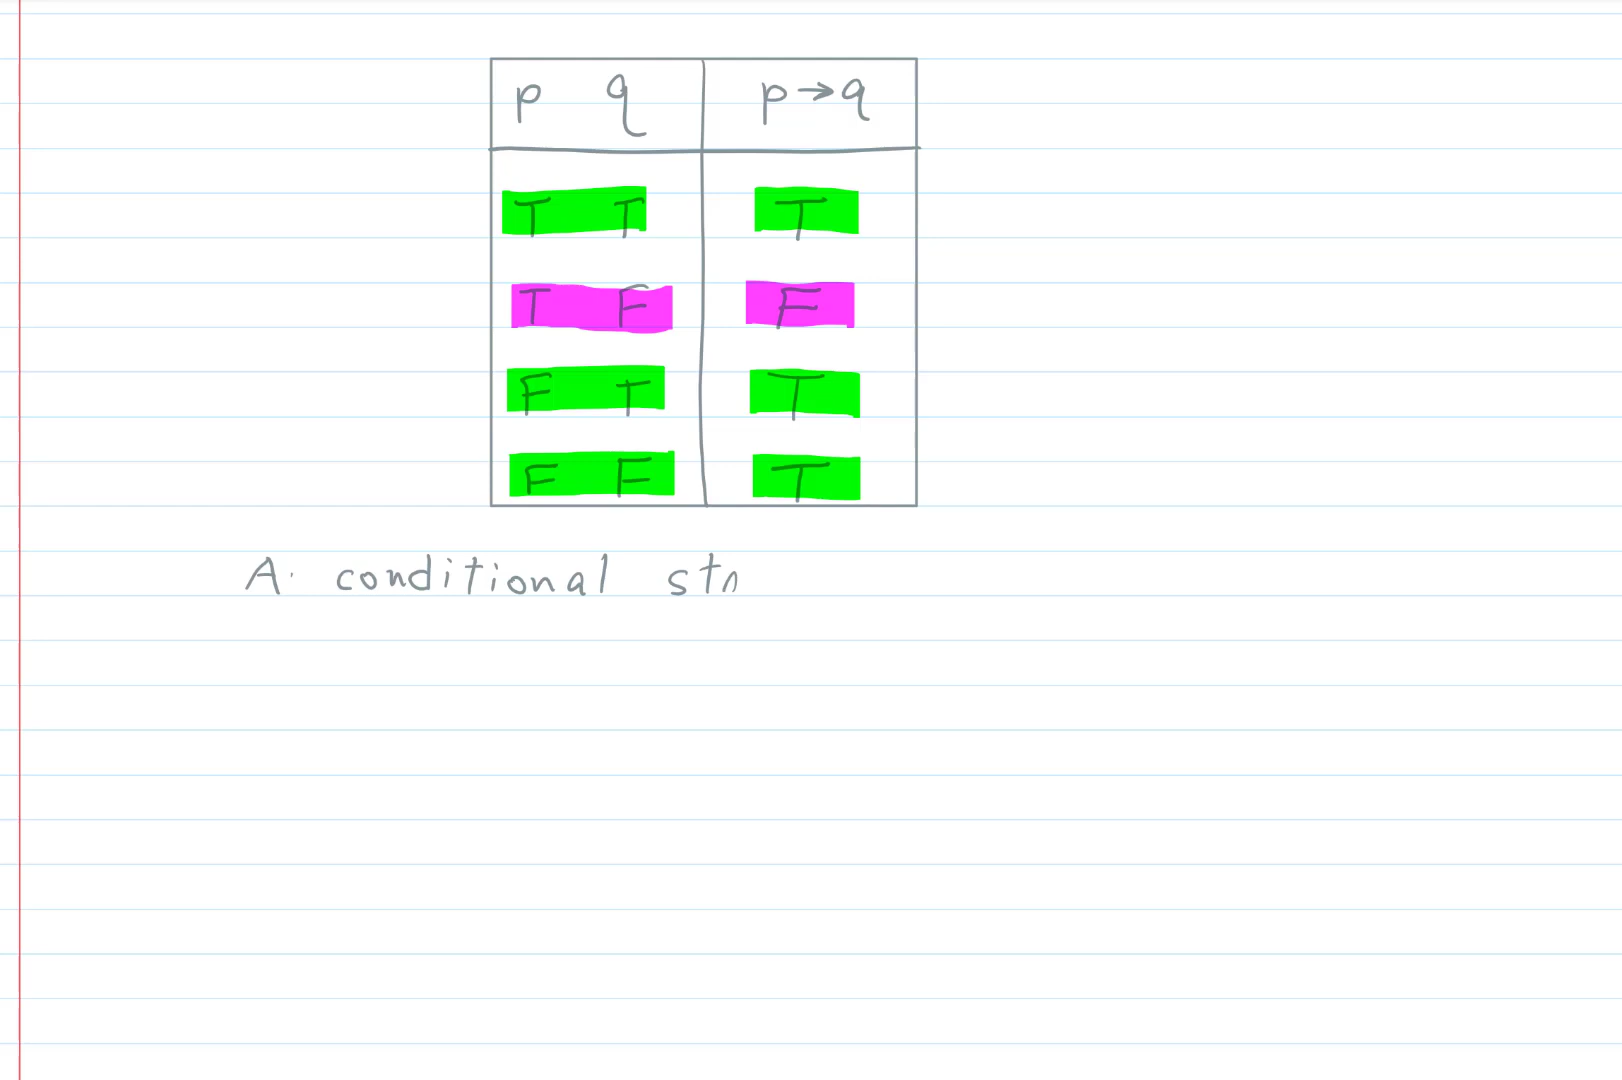 p q p→q
T T T
T F F
F T T
F F T
A. conditional